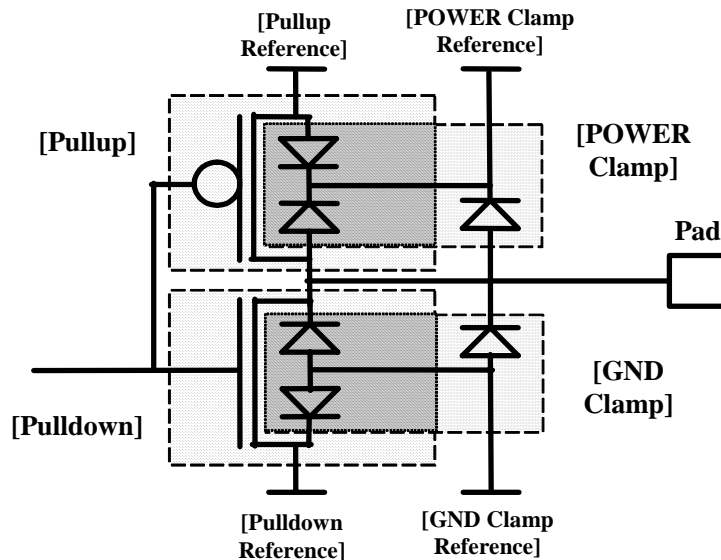 [Pullup
Reference]
[POWER Clamp
Reference]
[Pullup]
[POWER
Clamp]
Pad
[GND
Clamp]
[Pulldown]
[Pulldown
Reference]
[GND Clamp
Reference]